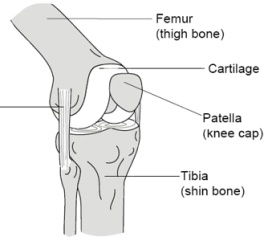 Femur
(thigh bone)
Cartilage
Patella
(knee cap)
Tibia
(shin bone)